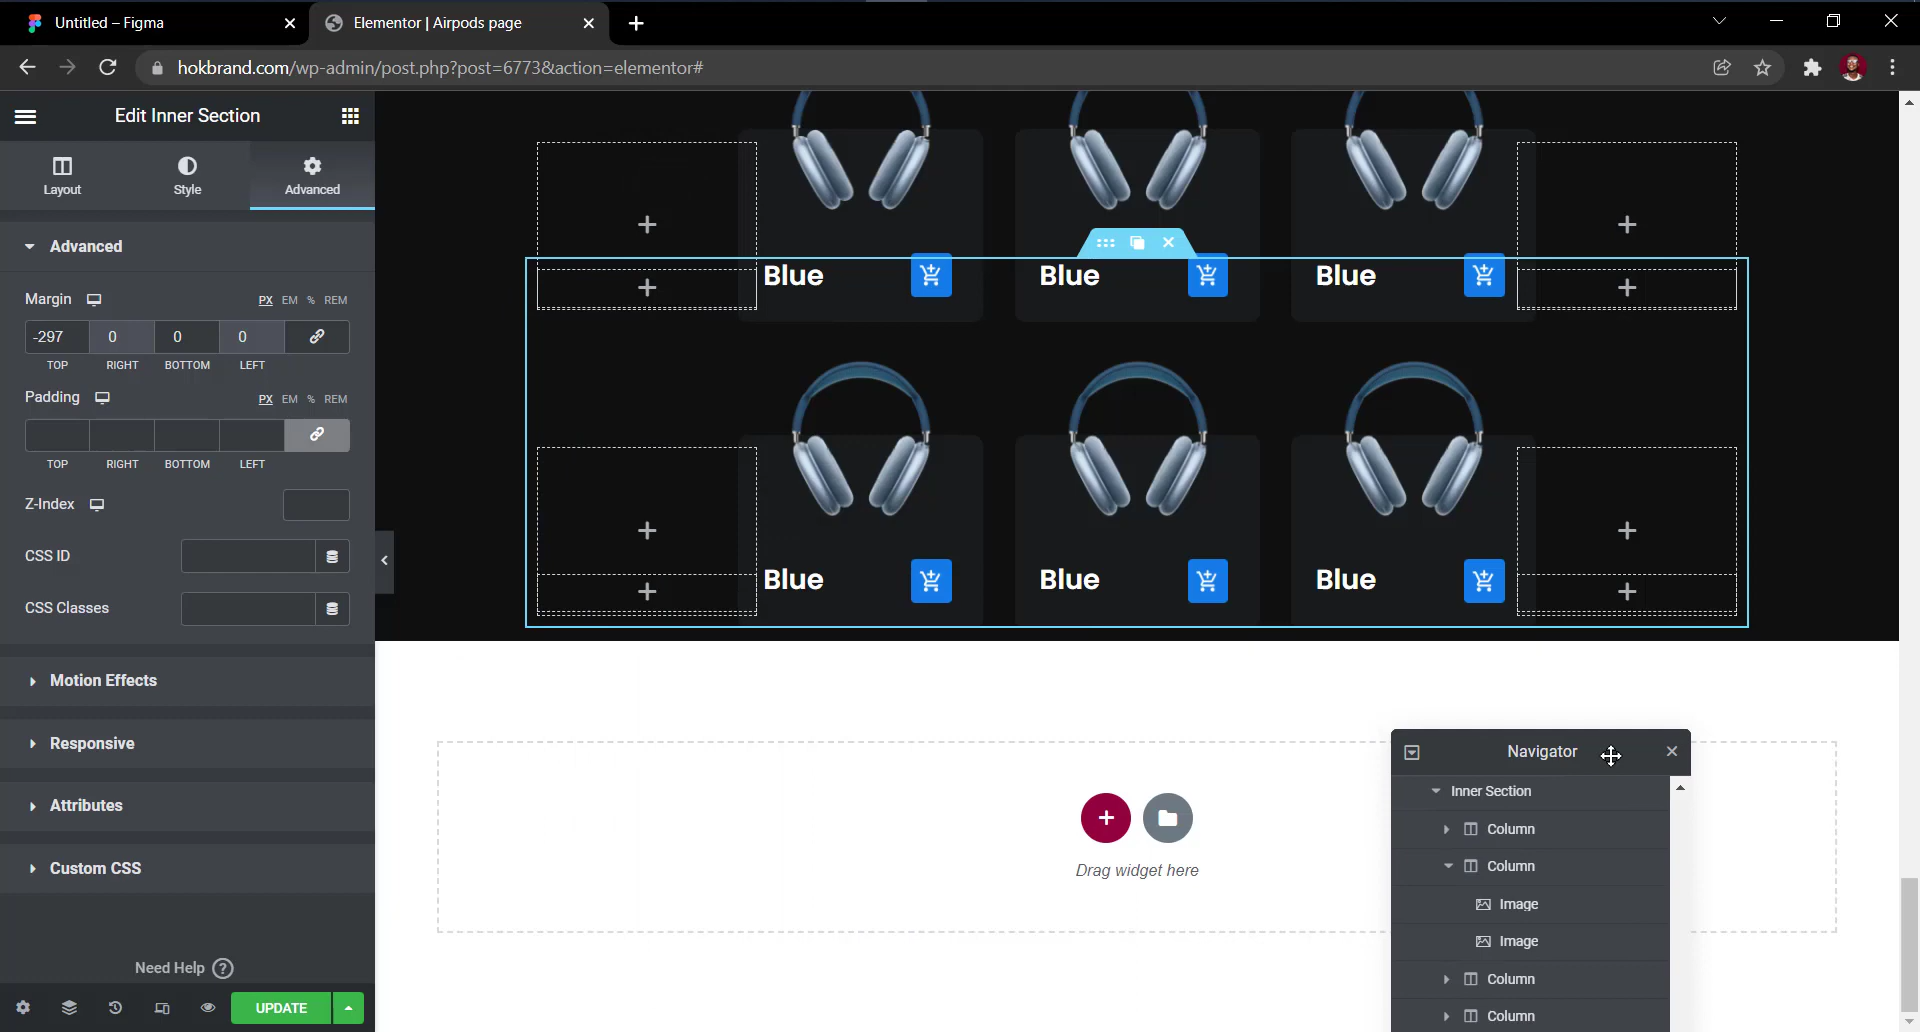 Untitled – Figma
Elementor | Airpods page
hokbrand.com/wp-admin/post.php?post=6773&action=elementor#
Edit Inner Section
Layout
Style
Advanced
Advanced
Margin
PX EM % REM
-297 0 0 0
TOP RIGHT BOTTOM LEFT
Padding
PX EM % REM
TOP RIGHT BOTTOM LEFT
Z-Index
CSS ID
CSS Classes
Motion Effects
Responsive
Attributes
Custom CSS
Need Help ?
UPDATE
Blue
Blue
Blue
Blue
Blue
Blue
Drag widget here
Navigator
Inner Section
Column
Column
Image
Image
Column
Column